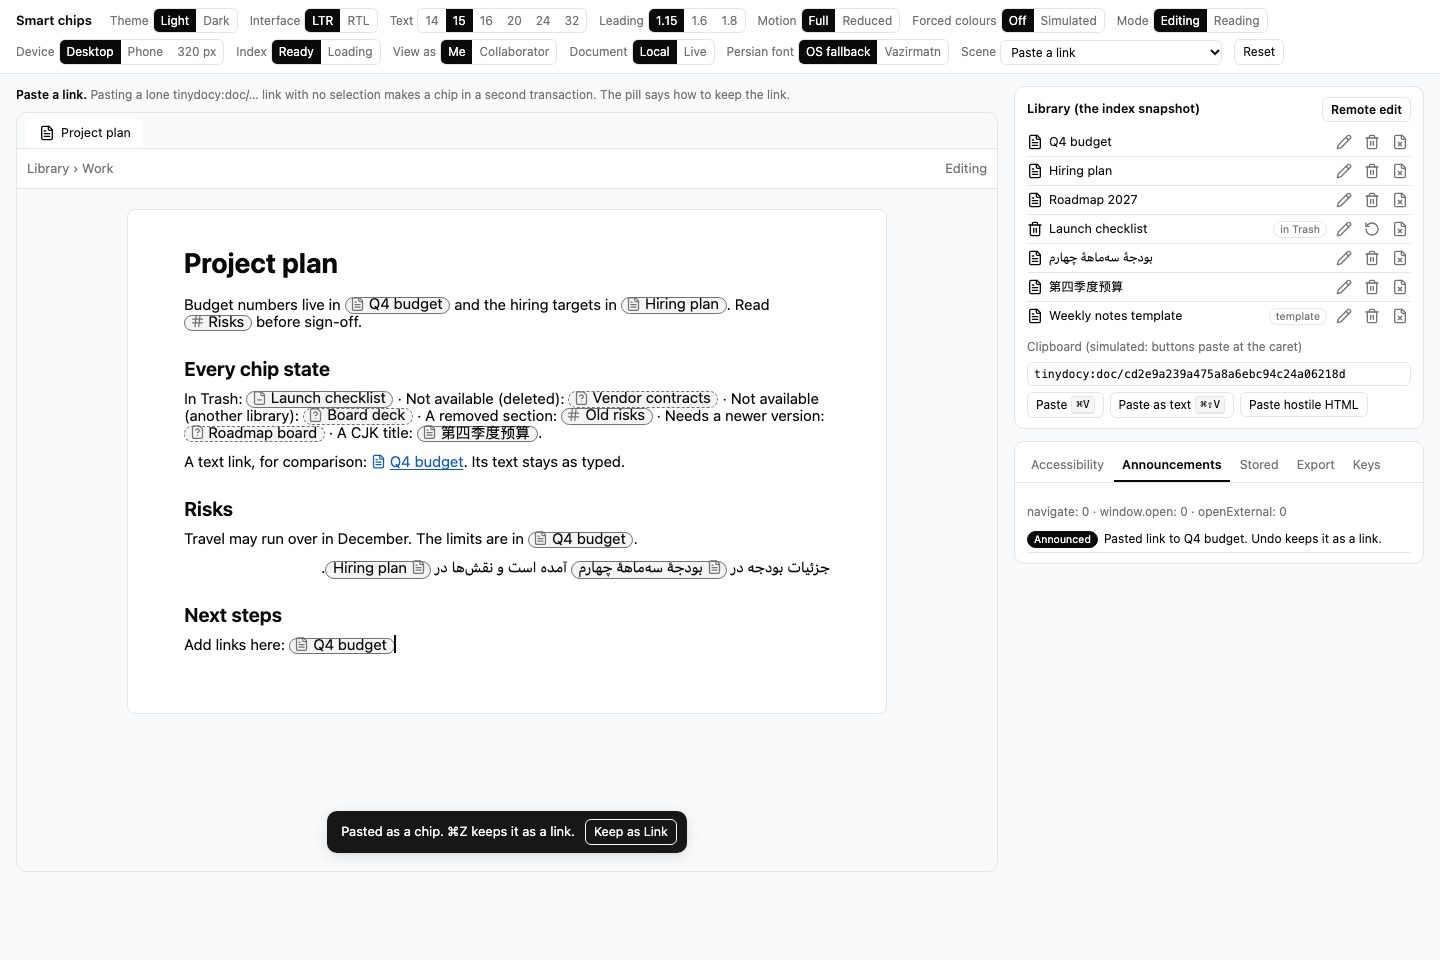 Smart chips Theme Light Dark Interface LTR RTL Text 14 15 16 20 24 32 Leading 1.15 1.6 1.8 Motion Full Reduced Forced colours Off Simulated Mode Editing Reading
Device Desktop Phone 320 px Index Ready Loading View as Me Collaborator Document Local Live Persian font OS fallback Vazirmatn Scene Paste a link Reset
Paste a link. Pasting a lone tinydocy:doc/... link with no selection makes a chip in a second transaction. The pill says how to keep the link.
Project plan
Library › Work Editing
Project plan
Budget numbers live in Q4 budget and the hiring targets in Hiring plan. Read
# Risks before sign-off.
Every chip state
In Trash: Launch checklist · Not available (deleted): Vendor contracts · Not available
(another library): Board deck · A removed section: # Old risks · Needs a newer version:
Roadmap board · A CJK title: 第四季度预算.
A text link, for comparison: Q4 budget. Its text stays as typed.
Risks
Travel may run over in December. The limits are in Q4 budget.
جزئیات بودجه در بودجهٔ سه‌ماههٔ چهارم آمده است و نقش‌ها در Hiring plan.
Next steps
Add links here: Q4 budget
Pasted as a chip. ⌘Z keeps it as a link. Keep as Link
Library (the index snapshot) Remote edit
Q4 budget
Hiring plan
Roadmap 2027
Launch checklist in Trash
بودجهٔ سه‌ماههٔ چهارم
第四季度预算
Weekly notes template template
Clipboard (simulated: buttons paste at the caret)
tinydocy:doc/cd2e9a239a475a8a6ebc94c24a06218d
Paste ⌘V Paste as text ⌘⇧V Paste hostile HTML
Accessibility Announcements Stored Export Keys
navigate: 0 · window.open: 0 · openExternal: 0
Announced Pasted link to Q4 budget. Undo keeps it as a link.